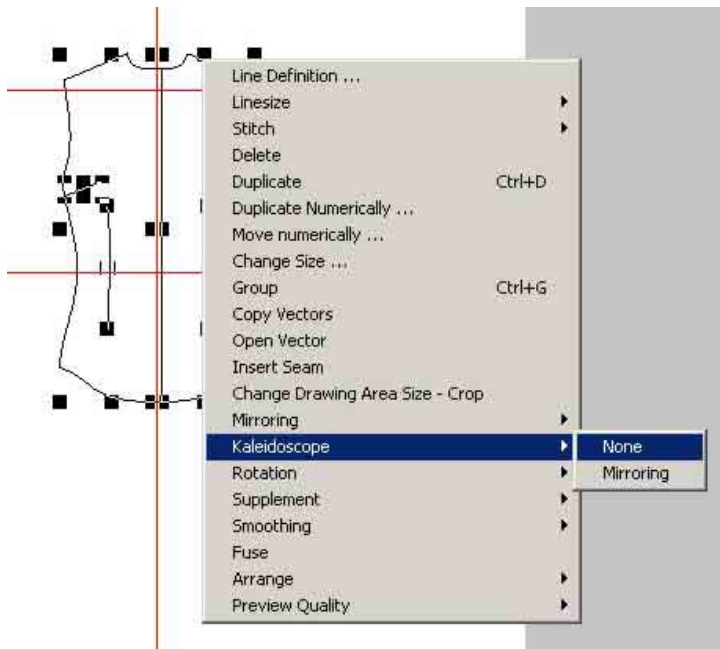 Line Definition ...
Linesize
Stitch
Delete
Duplicate Ctrl+D
Duplicate Numerically ...
Move numerically ...
Change Size ...
Group Ctrl+G
Copy Vectors
Open Vector
Insert Seam
Change Drawing Area Size - Crop
Mirroring
Kaleidoscope
None
Rotation
Mirroring
Supplement
Smoothing
Fuse
Arrange
Preview Quality